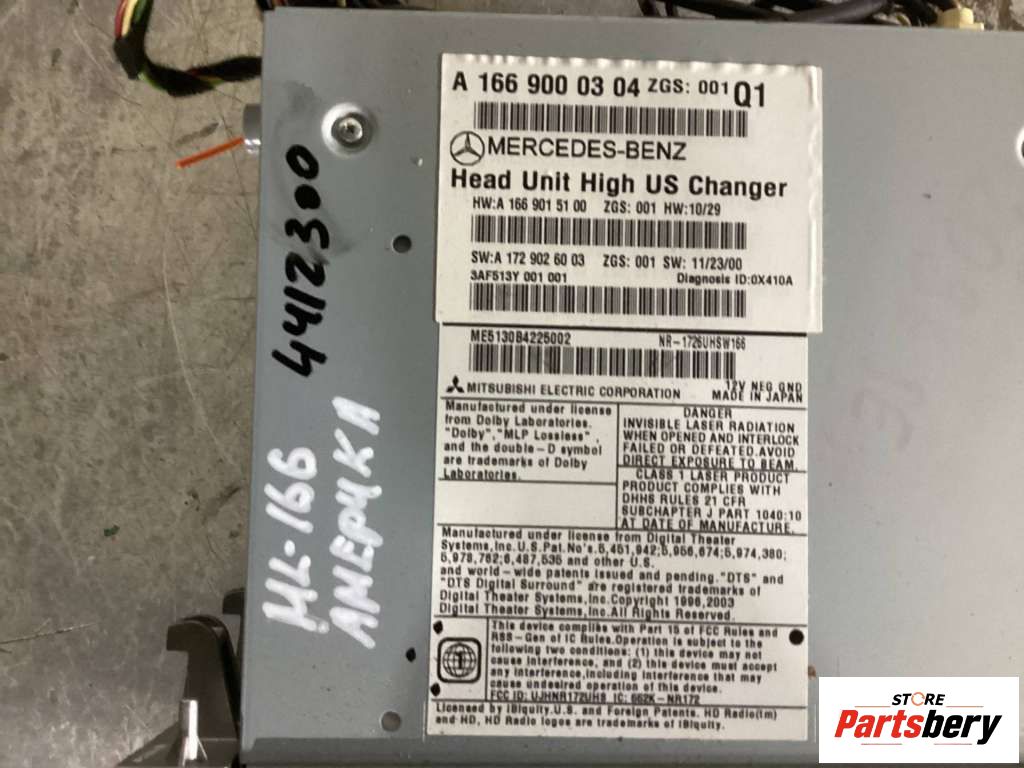 A 166 900 03 04 ZGS: 001 Q1
MERCEDES-BENZ
Head Unit High US Changer
HW:A 166 901 51 00 ZGS: 001 HW:10/29
SW:A 172 902 60 03 ZGS: 001 SW: 11/23/00
3AF513Y 001 001 Diagnosis ID:0X410A
ME5130B4225002 NR-1726UHSW166
MITSUBISHI ELECTRIC CORPORATION
12V NEG GND
MADE IN JAPAN
Manufactured under license
from Dolby Laboratories.
"Dolby","MLP Lossless",
and the double-D symbol
are trademarks of Dolby
Laboratories.
DANGER
INVISIBLE LASER RADIATION
WHEN OPENED AND INTERLOCK
FAILED OR DEFEATED.AVOID
DIRECT EXPOSURE TO BEAM.
CLASS 1 LASER PRODUCT
PRODUCT COMPLIES WITH
DHHS RULES 21 CFR
SUBCHAPTER J PART 1040:10
AT DATE OF MANUFACTURE.
Manufactured under license from Digital Theater
Systems,Inc.U.S.Pat.No's.5,451,942;5,956,674;5,974,380;
5,978,762;6,487,535 and other U.S.
and world-wide patents issued and pending."DTS" and
"DTS Digital Surround" are registered trademarks of
Digital Theater Systems,Inc.Copyright 1996,2003
Digital Theater Systems,Inc.All Rights Reserved.
This device complies with Part 15 of FCC Rules and
RSS-Gen of IC Rules.Operation is subject to the
following two conditions: (1) this device may not
cause interference, and (2) this device must accept
any interference,including interference that may
cause undesired operation of this device.
FCC ID: UJHNR172UHS IC: 662K-NR172
Licensed by iBiquity.U.S. and Foreign Patents. HD Radio(tm)
and HD, HD Radio logos are trademarks of iBiquity.
4412300
ML-166
АМЕРИКА
STORE
Partsbery